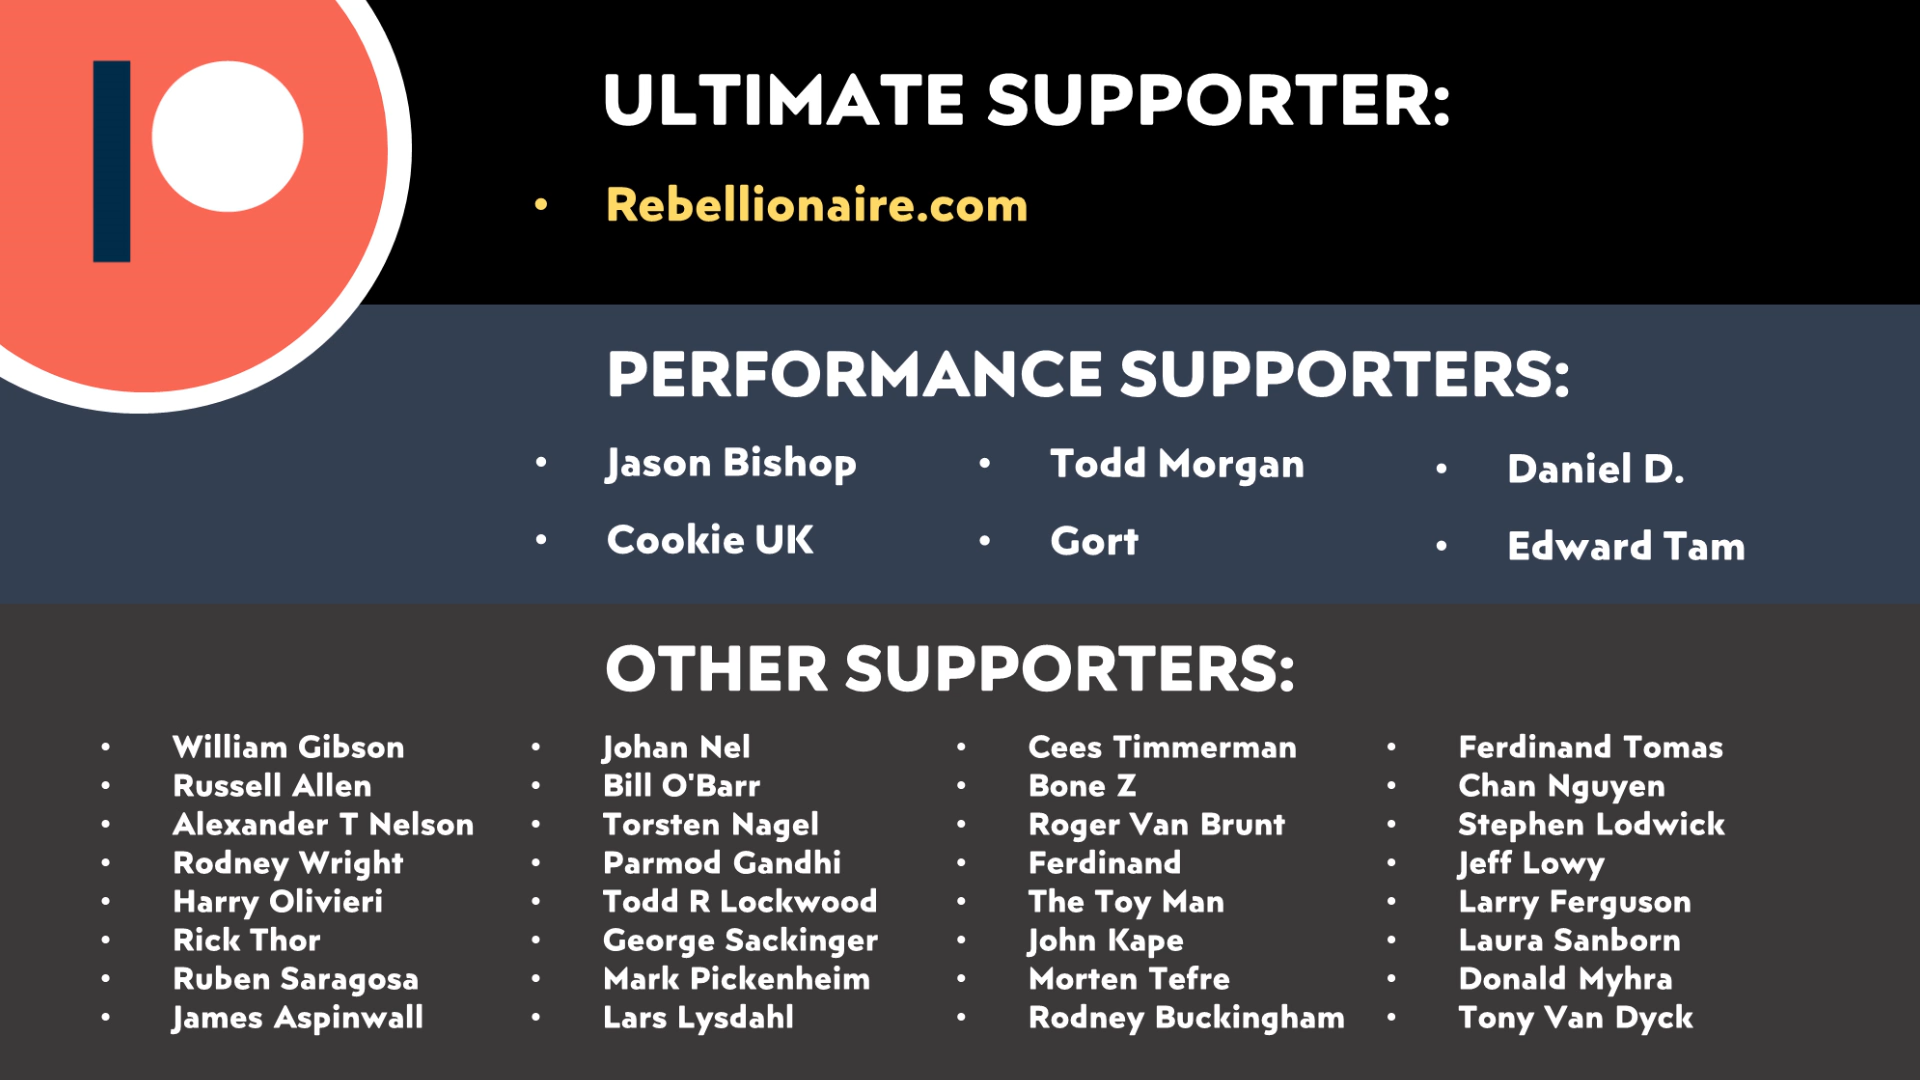 ULTIMATE SUPPORTER:
• Rebellionaire.com
PERFORMANCE SUPPORTERS:
• Jason Bishop
• Cookie UK
• Todd Morgan
• Gort
• Daniel D.
• Edward Tam
OTHER SUPPORTERS:
• William Gibson
• Russell Allen
• Alexander T Nelson
• Rodney Wright
• Harry Olivieri
• Rick Thor
• Ruben Saragosa
• James Aspinwall
• Johan Nel
• Bill O'Barr
• Torsten Nagel
• Parmod Gandhi
• Todd R Lockwood
• George Sackinger
• Mark Pickenheim
• Lars Lysdahl
• Cees Timmerman
• Bone Z
• Roger Van Brunt
• Ferdinand
• The Toy Man
• John Kape
• Morten Tefre
• Rodney Buckingham
• Ferdinand Tomas
• Chan Nguyen
• Stephen Lodwick
• Jeff Lowy
• Larry Ferguson
• Laura Sanborn
• Donald Myhra
• Tony Van Dyck